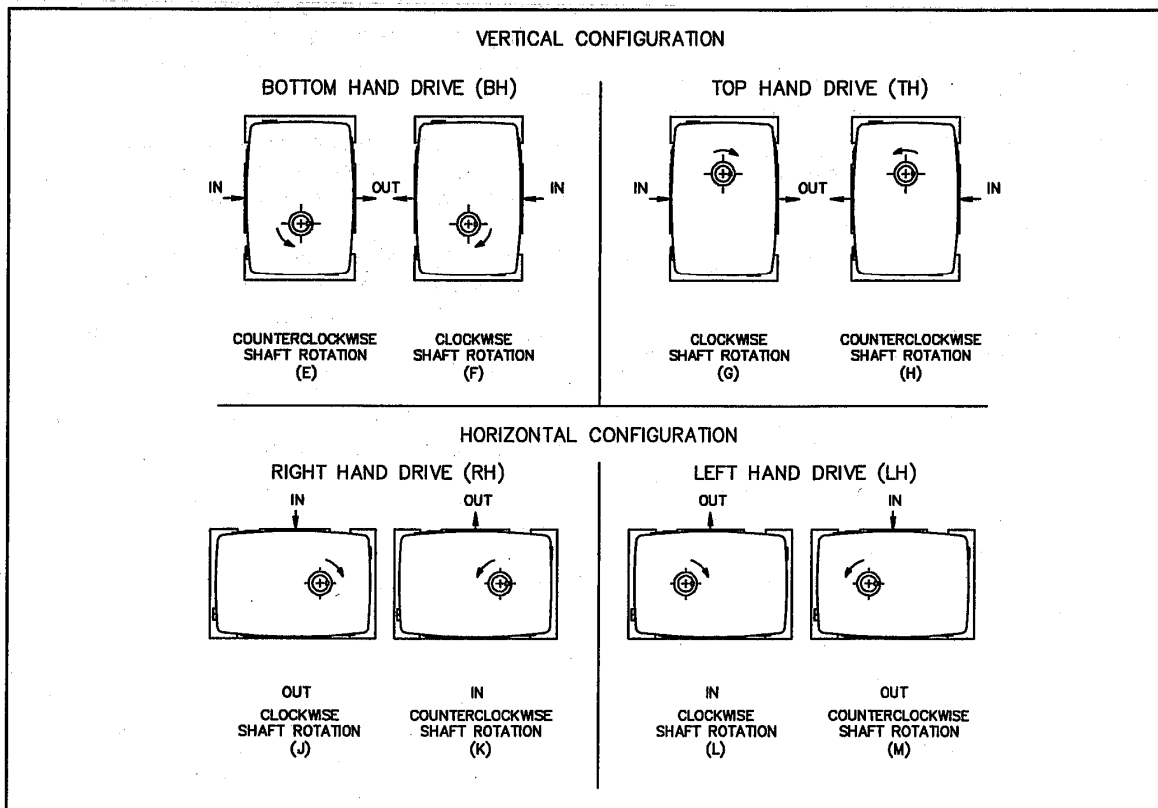 VERTICAL CONFIGURATION
BOTTOM HAND DRIVE (BH)
TOP HAND DRIVE (TH)
IN
OUT
IN
IN
OUT
IN
COUNTERCLOCKWISE
SHAFT ROTATION
(E)
CLOCKWISE
SHAFT ROTATION
(F)
CLOCKWISE
SHAFT ROTATION
(G)
COUNTERCLOCKWISE
SHAFT ROTATION
(H)
HORIZONTAL CONFIGURATION
RIGHT HAND DRIVE (RH)
LEFT HAND DRIVE (LH)
IN
OUT
OUT
IN
OUT
CLOCKWISE
SHAFT ROTATION
(J)
IN
COUNTERCLOCKWISE
SHAFT ROTATION
(K)
IN
CLOCKWISE
SHAFT ROTATION
(L)
OUT
COUNTERCLOCKWISE
SHAFT ROTATION
(M)